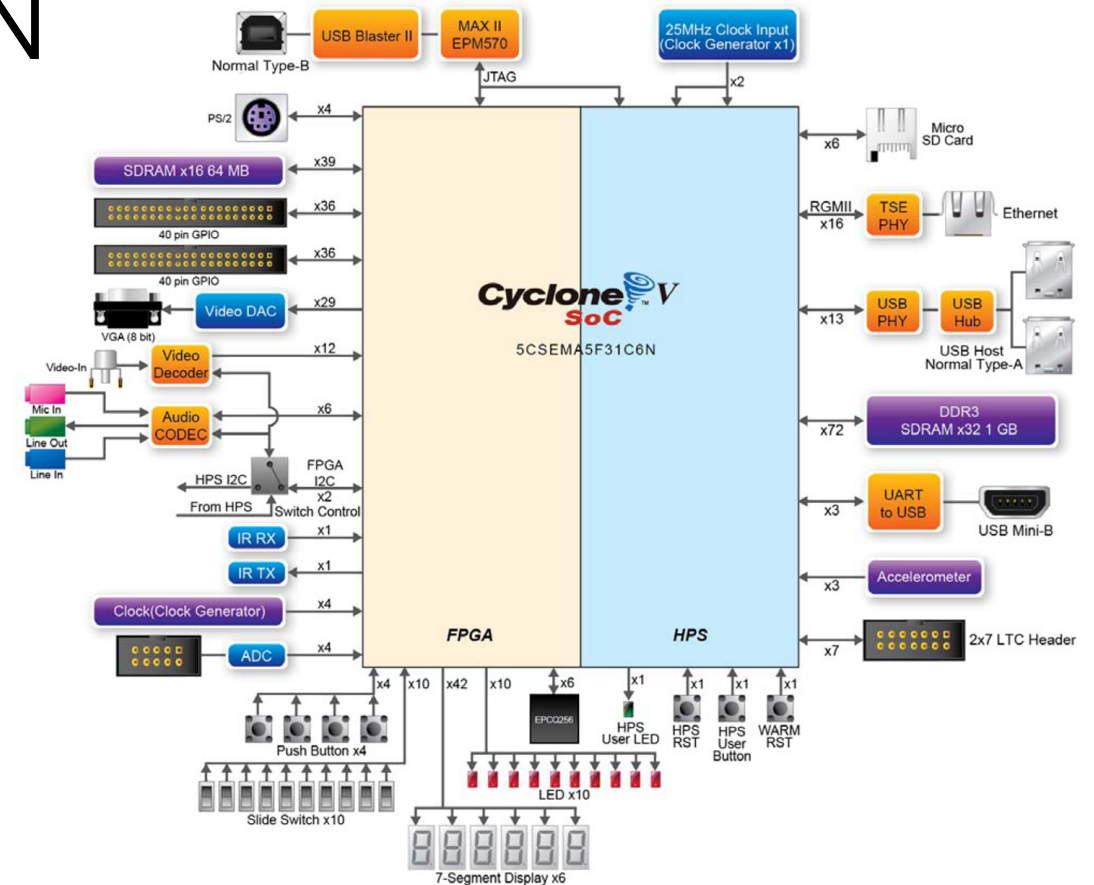 N
USB Blaster II
MAX II
EPM570
25MHz Clock Input
(Clock Generator x1)
Normal Type-B
JTAG
x2
PS/2
x4
x6
Micro
SD Card
SDRAM x16 64 MB
x39
x36
40 pin GPIO
RGMII
x16
TSE
PHY
Ethernet
x36
40 pin GPIO
Cyclone V
TM
SoC
5CSEMA5F31C6N
VGA (8 bit)
Video DAC
x29
x13
USB
PHY
USB
Hub
USB Host
Normal Type-A
Video-In
Video
Decoder
x12
Mic In
Line Out
Line In
Audio
CODEC
x6
x72
DDR3
SDRAM x32 1 GB
HPS I2C
From HPS
FPGA
I2C
x2
Switch Control
x3
UART
to USB
USB Mini-B
IR RX
x1
IR TX
x1
x3
Accelerometer
Clock(Clock Generator)
x4
ADC
x4
FPGA
HPS
x7
2x7 LTC Header
x4
x10
x42
x10
x6
x1
x1
x1
x1
Push Button x4
EPCQ256
HPS
User LED
HPS
RST
HPS
User
Button
WARM
RST
LED x10
Slide Switch x10
7-Segment Display x6